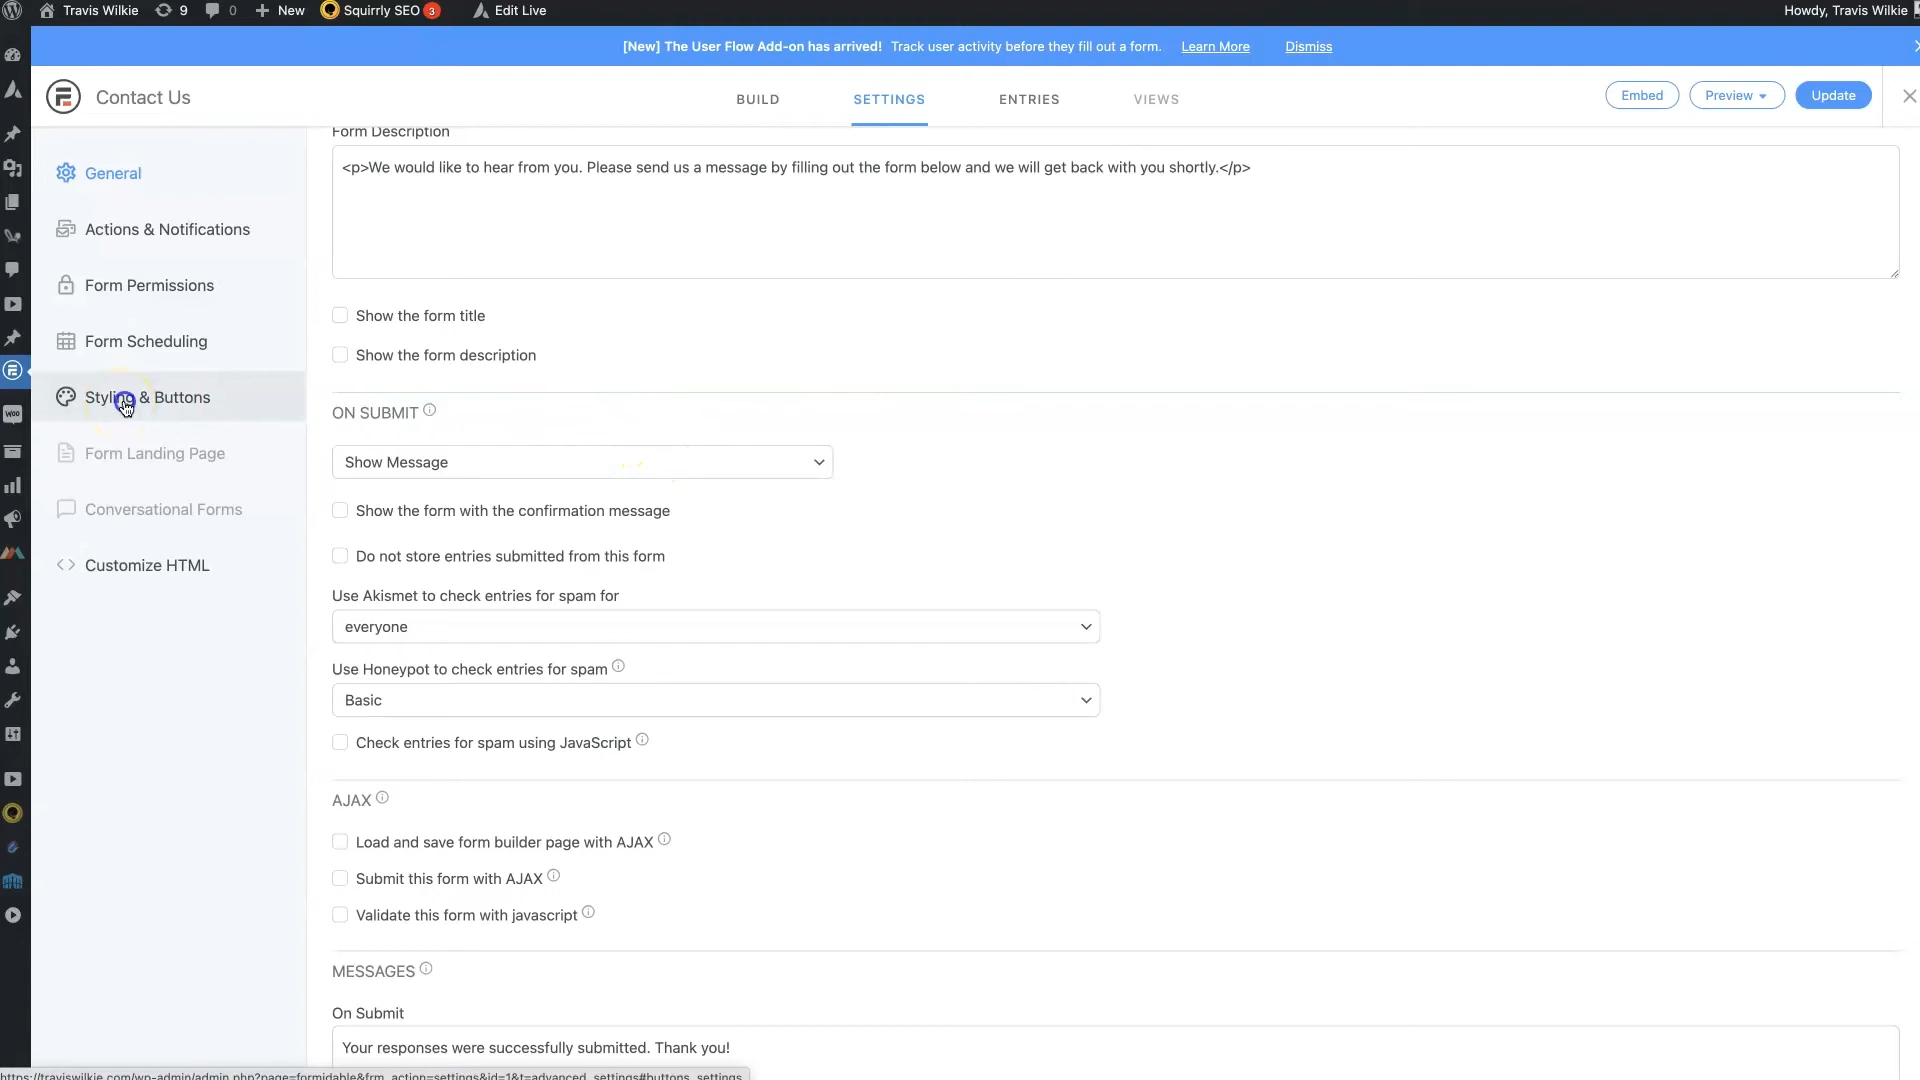 Travis Wilkie
9
0
New
Squirrly SEO 3
Edit Live
Howdy, Travis Wilkie
[New] The User Flow Add-on has arrived! Track user activity before they fill out a form. Learn More Dismiss
Contact Us
BUILD
SETTINGS
ENTRIES
VIEWS
Embed
Preview
Update
General
Actions & Notifications
Form Permissions
Form Scheduling
Styling & Buttons
Form Landing Page
Conversational Forms
Customize HTML
Form Description
<p>We would like to hear from you. Please send us a message by filling out the form below and we will get back with you shortly.</p>
Show the form title
Show the form description
ON SUBMIT
Show Message
Show the form with the confirmation message
Do not store entries submitted from this form
Use Akismet to check entries for spam for
everyone
Use Honeypot to check entries for spam
Basic
Check entries for spam using JavaScript
AJAX
Load and save form builder page with AJAX
Submit this form with AJAX
Validate this form with javascript
MESSAGES
On Submit
Your responses were successfully submitted. Thank you!
https://traviswilkie.com/wp-admin/admin.php?page=formidable&frm_action=settings&id=1&t=advanced_settings#buttons_settings